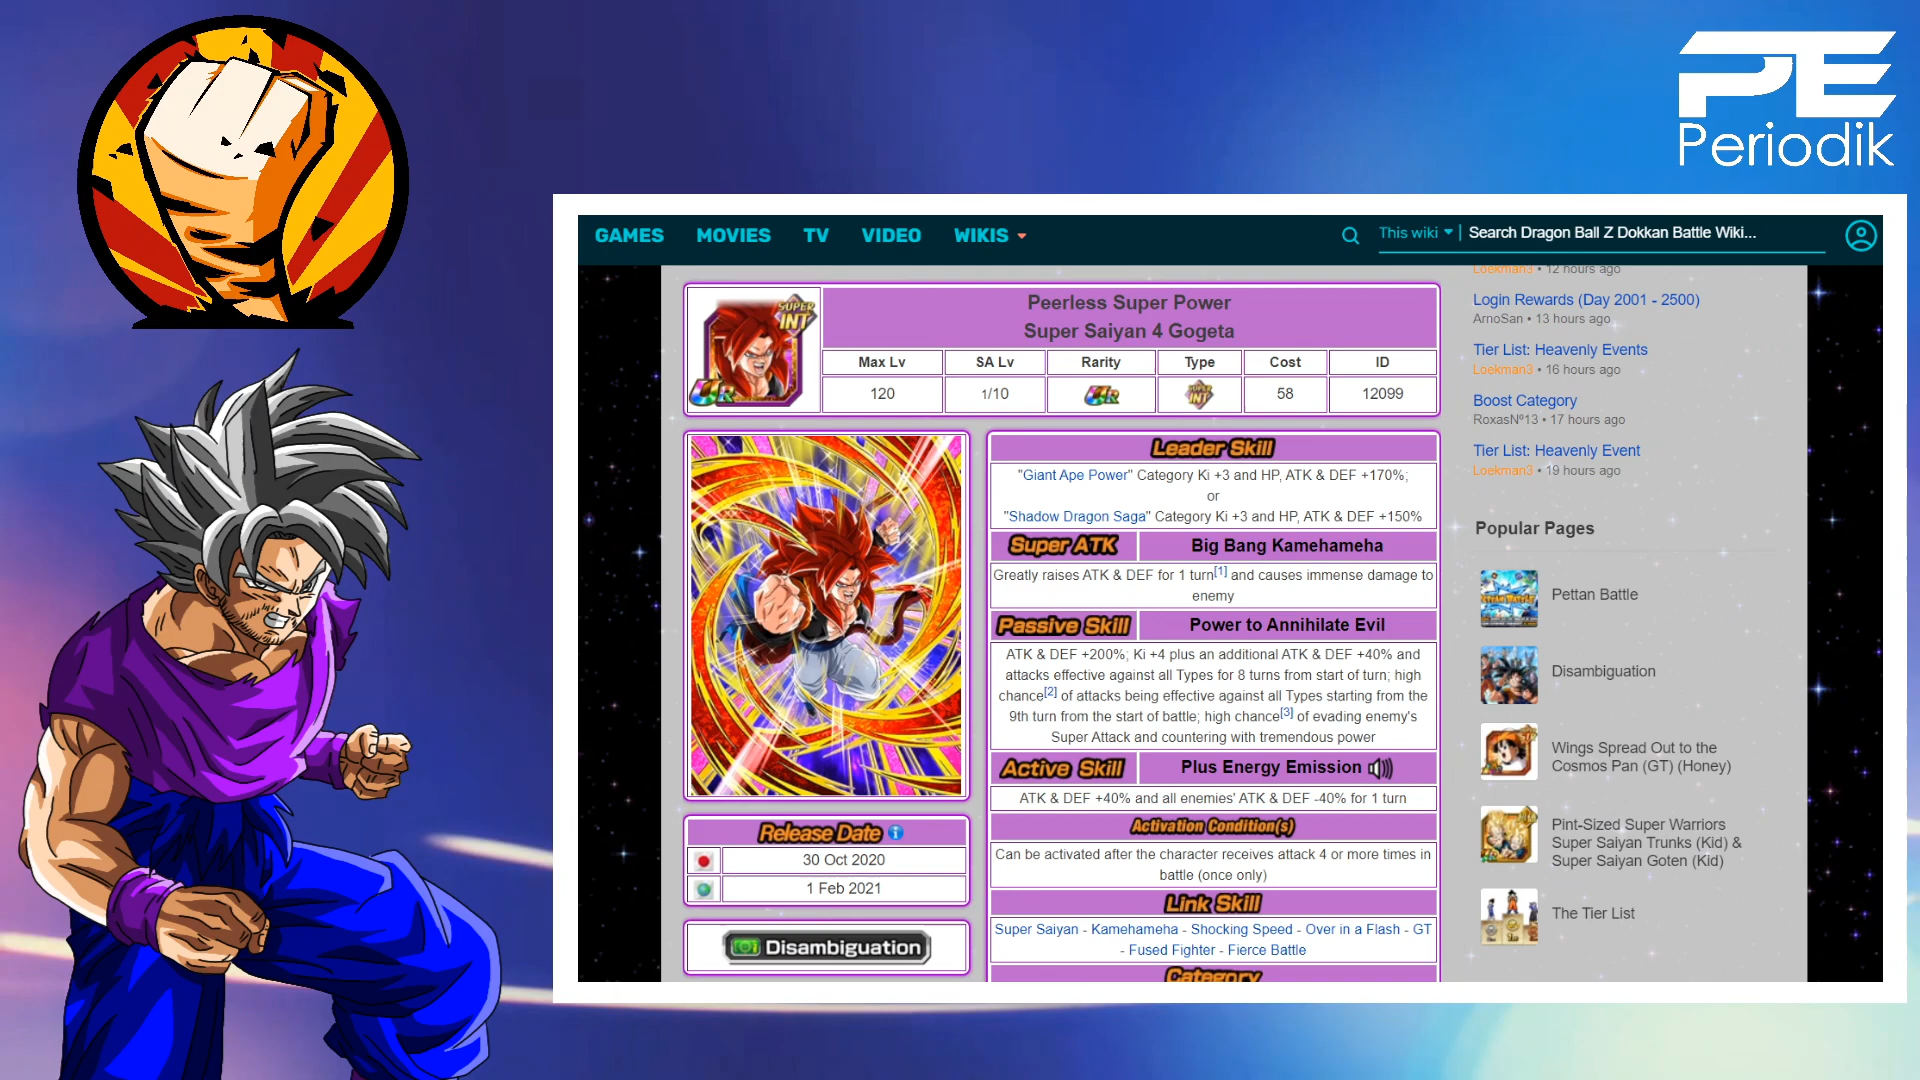 PE
Periodik
GAMES MOVIES TV VIDEO WIKIS
This wiki | Search Dragon Ball Z Dokkan Battle Wiki...
SUPER INT
UR
Peerless Super Power
Super Saiyan 4 Gogeta
Max Lv SA Lv Rarity Type Cost ID
120 1/10 UR SUPER INT 58 12099
Leader Skill
"Giant Ape Power" Category Ki +3 and HP, ATK & DEF +170%;
or
"Shadow Dragon Saga" Category Ki +3 and HP, ATK & DEF +150%
Super ATK Big Bang Kamehameha
Greatly raises ATK & DEF for 1 turn[1] and causes immense damage to
enemy
Passive Skill Power to Annihilate Evil
ATK & DEF +200%; Ki +4 plus an additional ATK & DEF +40% and
attacks effective against all Types for 8 turns from start of turn; high
chance[2] of attacks being effective against all Types starting from the
9th turn from the start of battle; high chance[3] of evading enemy's
Super Attack and countering with tremendous power
Active Skill Plus Energy Emission
ATK & DEF +40% and all enemies' ATK & DEF -40% for 1 turn
Activation Condition(s)
Can be activated after the character receives attack 4 or more times in
battle (once only)
Link Skill
Super Saiyan - Kamehameha - Shocking Speed - Over in a Flash - GT
- Fused Fighter - Fierce Battle
Category
Release Date
30 Oct 2020
1 Feb 2021
Disambiguation
Loekman3 • 12 hours ago
Login Rewards (Day 2001 - 2500)
ArnoSan • 13 hours ago
Tier List: Heavenly Events
Loekman3 • 16 hours ago
Boost Category
RoxasNº13 • 17 hours ago
Tier List: Heavenly Event
Loekman3 • 19 hours ago
Popular Pages
Pettan Battle
Disambiguation
Wings Spread Out to the
Cosmos Pan (GT) (Honey)
Pint-Sized Super Warriors
Super Saiyan Trunks (Kid) &
Super Saiyan Goten (Kid)
The Tier List